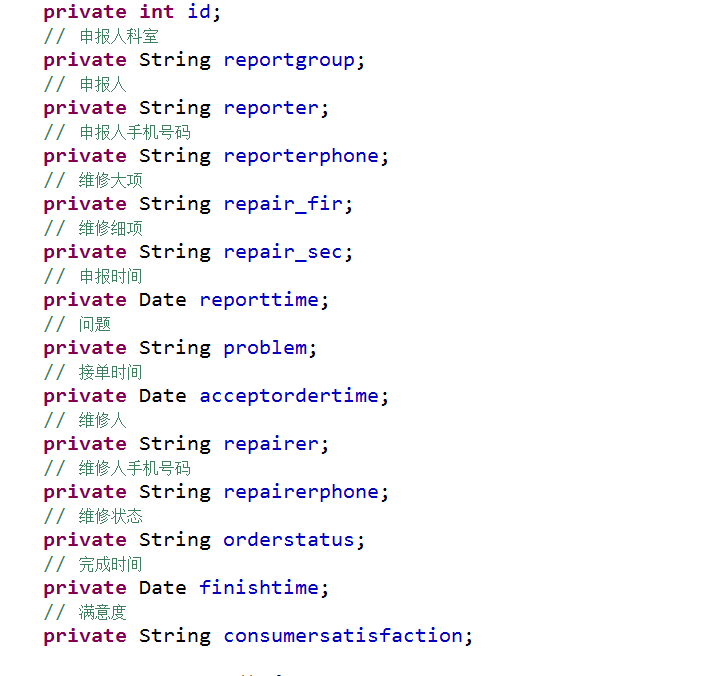 private int id;
// 申报人科室
private String reportgroup;
// 申报人
private String reporter;
// 申报人手机号码
private String reporterphone;
// 维修大项
private String repair_fir;
// 维修细项
private String repair_sec;
// 申报时间
private Date reporttime;
// 问题
private String problem;
// 接单时间
private Date acceptordertime;
// 维修人
private String repairer;
// 维修人手机号码
private String repairerphone;
// 维修状态
private String orderstatus;
// 完成时间
private Date finishtime;
// 满意度
private String consumersatisfaction;